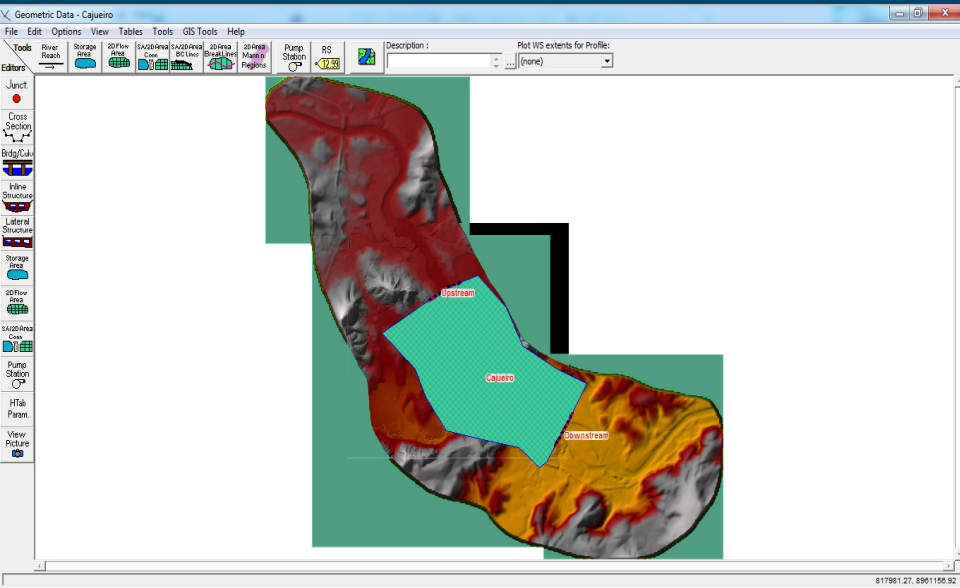 Geometric Data - Cajueiro
File Edit Options View Tables Tools GIS Tools Help
Tools
Editors
River
Reach
Storage
Area
2D Flow
Area
SA/2D Area
Conn
SA/2D Area
BC Lines
2D Area
BreakLines
2D Area
Mann n
Regions
Pump
Station
RS
12.99
Description :
...
Plot WS extents for Profile:
(none)
Junct.
Cross
Section
Brdg/Culv
Inline
Structure
Lateral
Structure
Storage
Area
2D Flow
Area
SA/2D Area
Conn
Pump
Station
HTab
Param.
View
Picture
Upstream
Cajueiro
Downstream
817981.27, 8961156.92